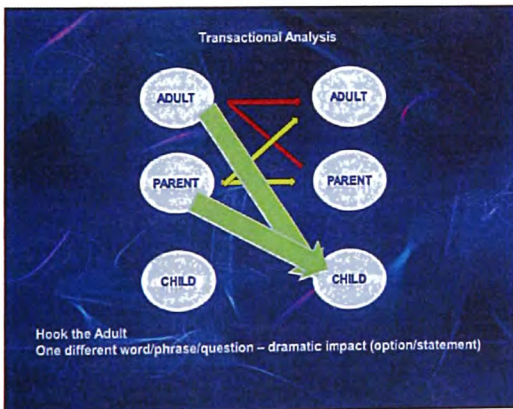 Transactional Analysis
ADULT ADULT
PARENT PARENT
CHILD CHILD
Hook the Adult
One different word/phrase/question – dramatic impact (option/statement)